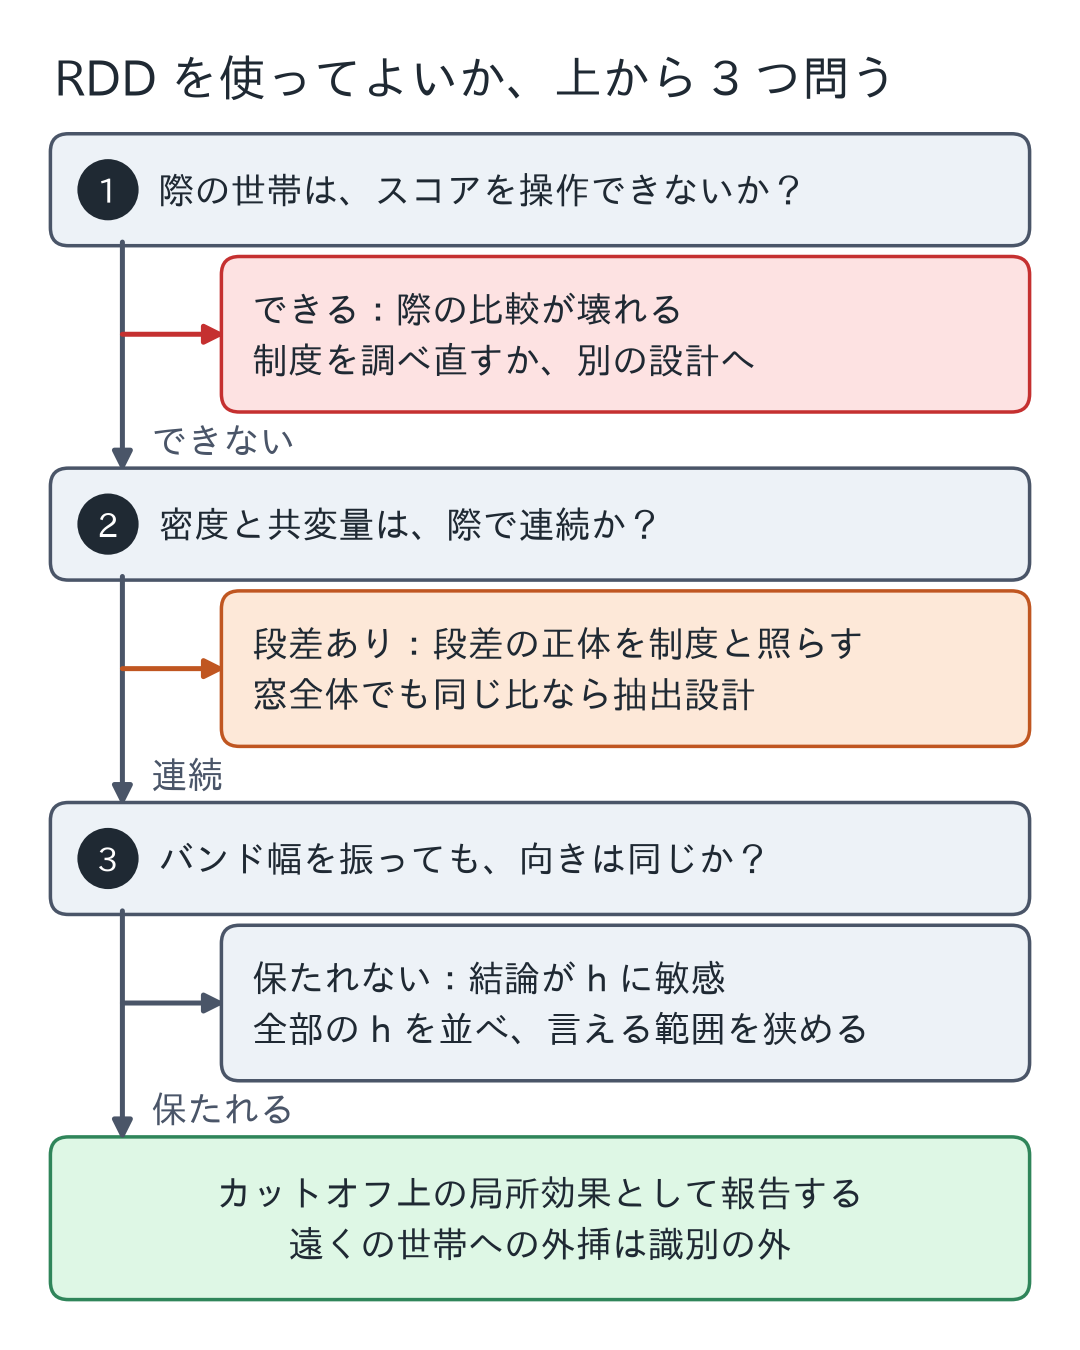 RDD を使ってよいか、上から 3 つ問う
1 際の世帯は、スコアを操作できないか？
できる：際の比較が壊れる
制度を調べ直すか、別の設計へ
できない
2 密度と共変量は、際で連続か？
段差あり：段差の正体を制度と照らす
窓全体でも同じ比なら抽出設計
連続
3 バンド幅を振っても、向きは同じか？
保たれない：結論が h に敏感
全部の h を並べ、言える範囲を狭める
保たれる
カットオフ上の局所効果として報告する
遠くの世帯への外挿は識別の外